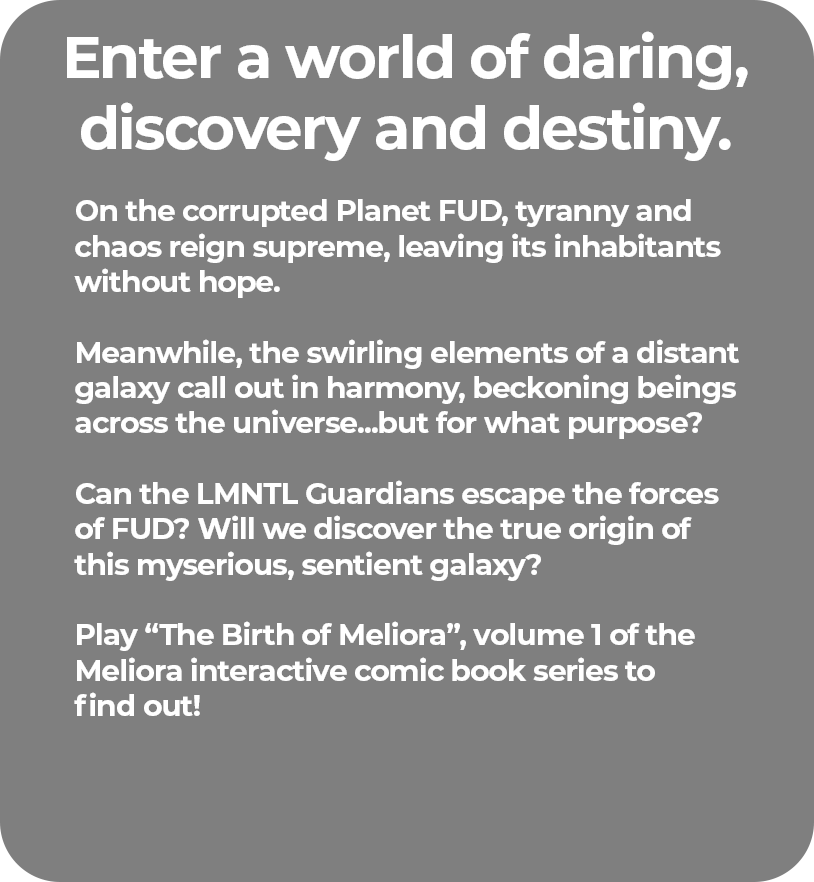 Enter a world of daring,
discovery and destiny.
On the corrupted Planet FUD, tyranny and
chaos reign supreme, leaving its inhabitants
without hope.
Meanwhile, the swirling elements of a distant
galaxy call out in harmony, beckoning beings
across the universe...but for what purpose?
Can the LMNTL Guardians escape the forces
of FUD? Will we discover the true origin of
this myserious, sentient galaxy?
Play “The Birth of Meliora”, volume 1 of the
Meliora interactive comic book series to
find out!